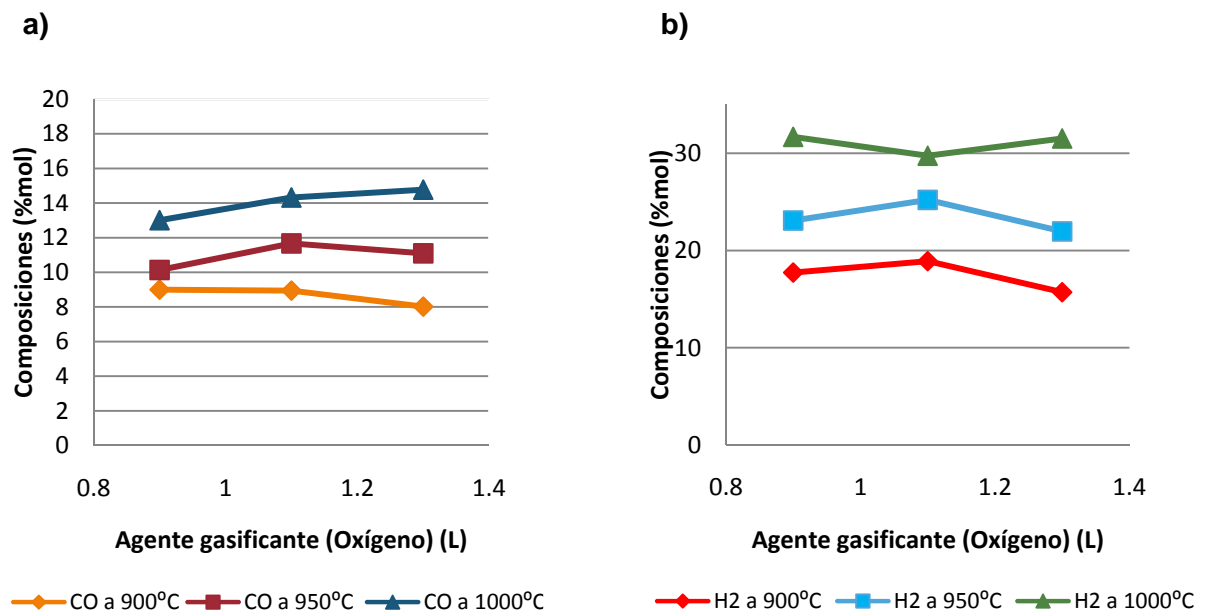 a)
20
18
16
14
12
10
8
6
4
2
0
Composiciones (%mol)
0.8 1 1.2 1.4
Agente gasificante (Oxígeno) (L)
CO a 900ºC CO a 950ºC CO a 1000ºC
b)
30
20
10
0
Composiciones (%mol)
0.8 1 1.2 1.4
Agente gasificante (Oxígeno) (L)
H2 a 900ºC H2 a 950ºC H2 a 1000ºC